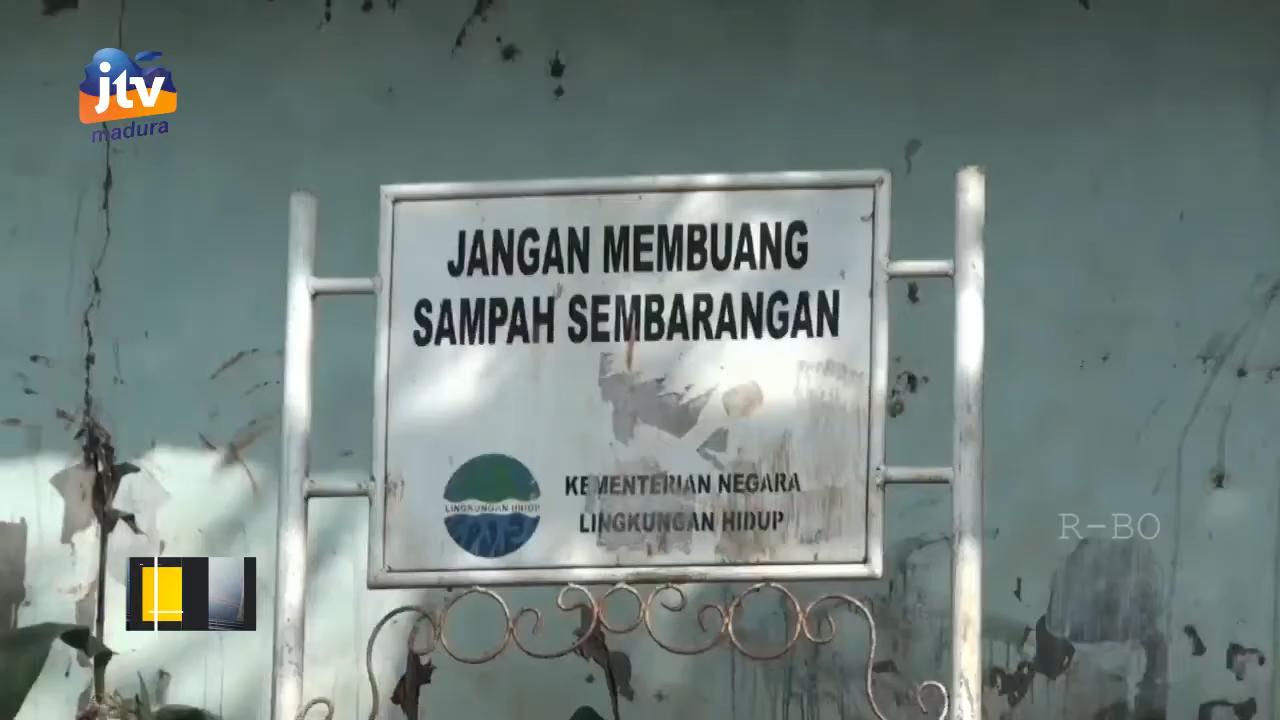 jtv
madura
JANGAN MEMBUANG
SAMPAH SEMBARANGAN
LINGKUNGAN HIDUP
KEMENTERIAN NEGARA
LINGKUNGAN HIDUP
R-BO